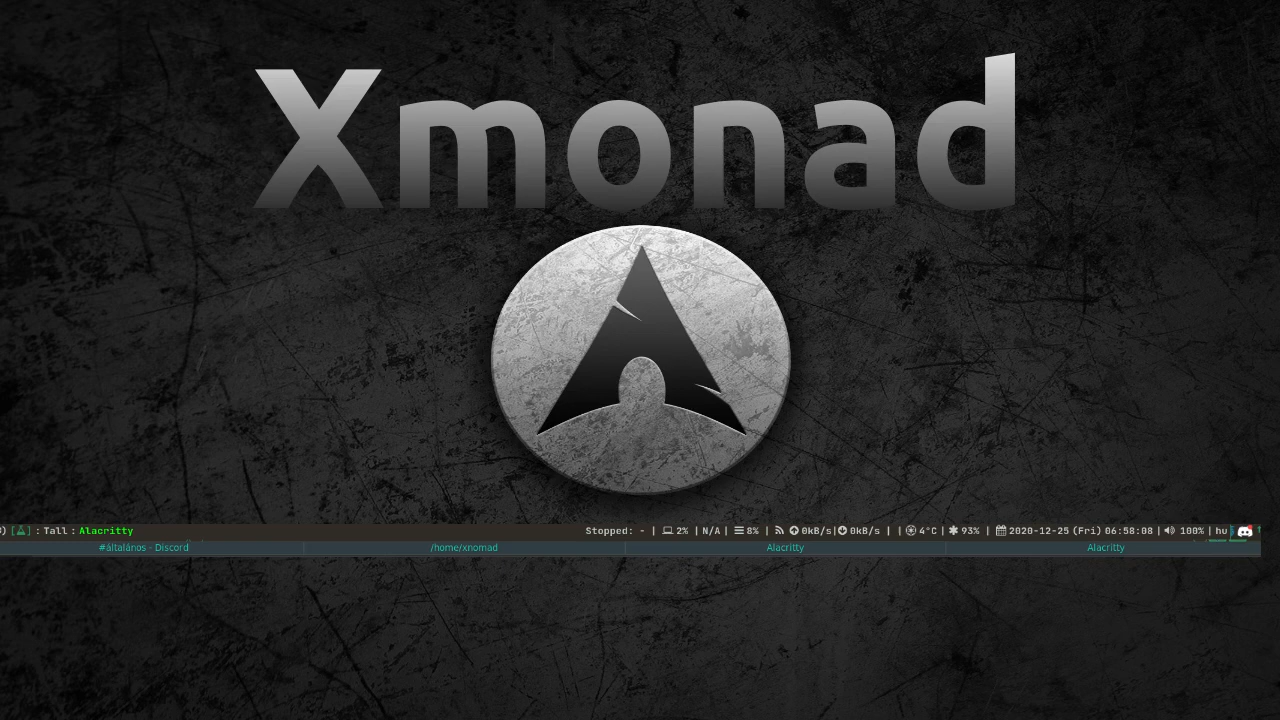 Xmonad
) [ ] : Tall : Alacritty Stopped: - | 2% | N/A | 8% | 0kB/s| 0kB/s | | 4°C | 93% | 2020-12-25 (Fri) 06:58:08 | 100% | hu
#általános - Discord /home/xnomad Alacritty Alacritty